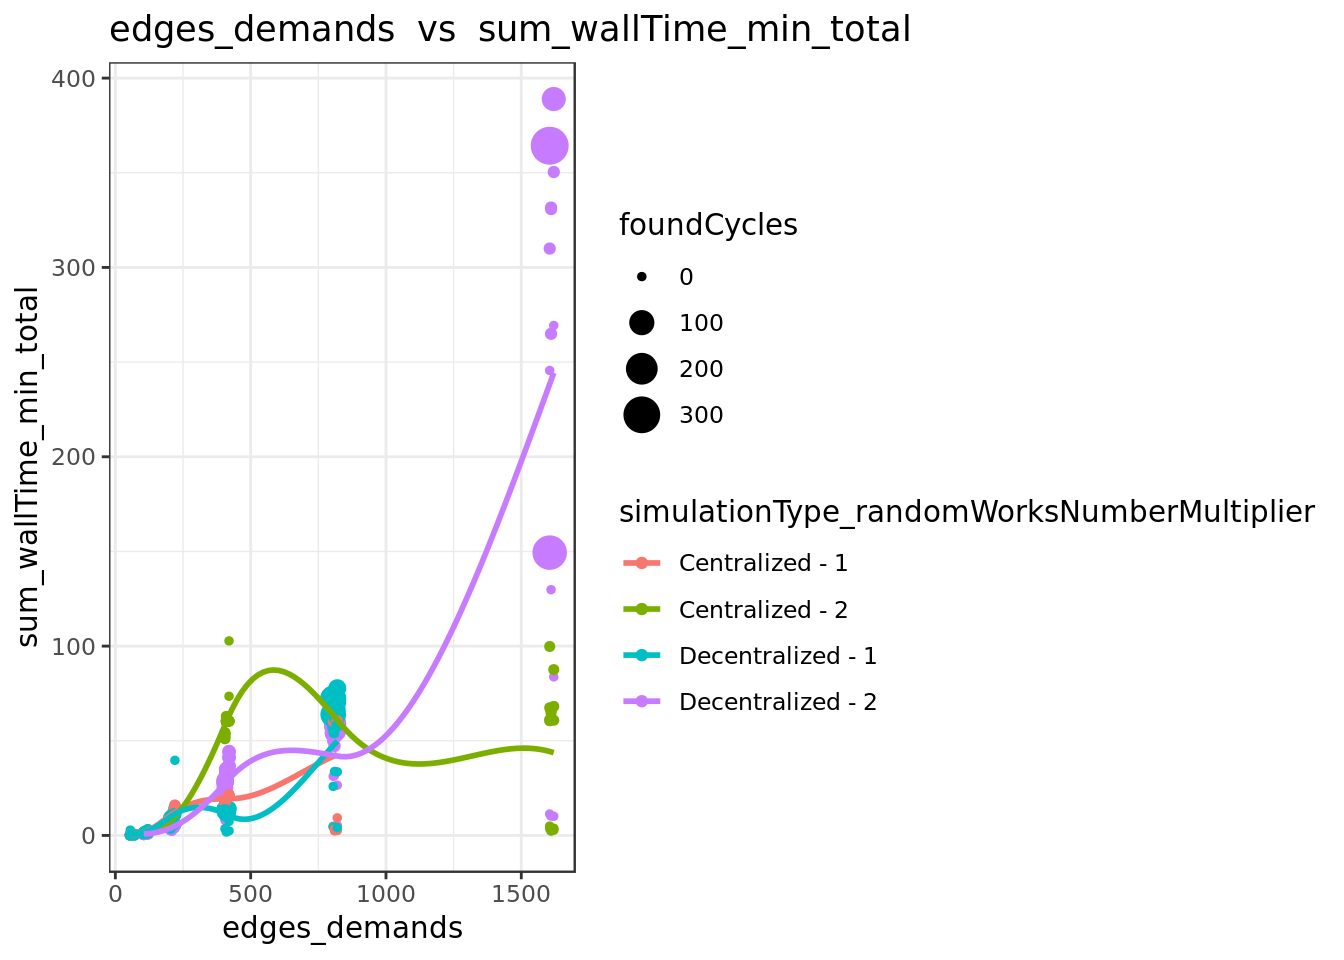 edges_demands vs sum_wallTime_min_total
400
300
200
100
0
sum_wallTime_min_total
0
500
1000
1500
edges_demands
foundCycles
0
100
200
300
simulationType_randomWorksNumberMultiplier
Centralized - 1
Centralized - 2
Decentralized - 1
Decentralized - 2